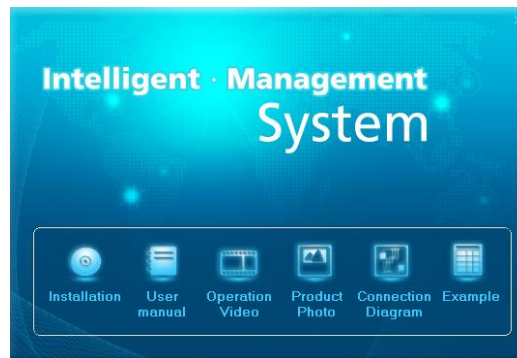 Intelligent · Management
System
Installation
User
manual
Operation
Video
Product
Photo
Connection
Diagram
Example